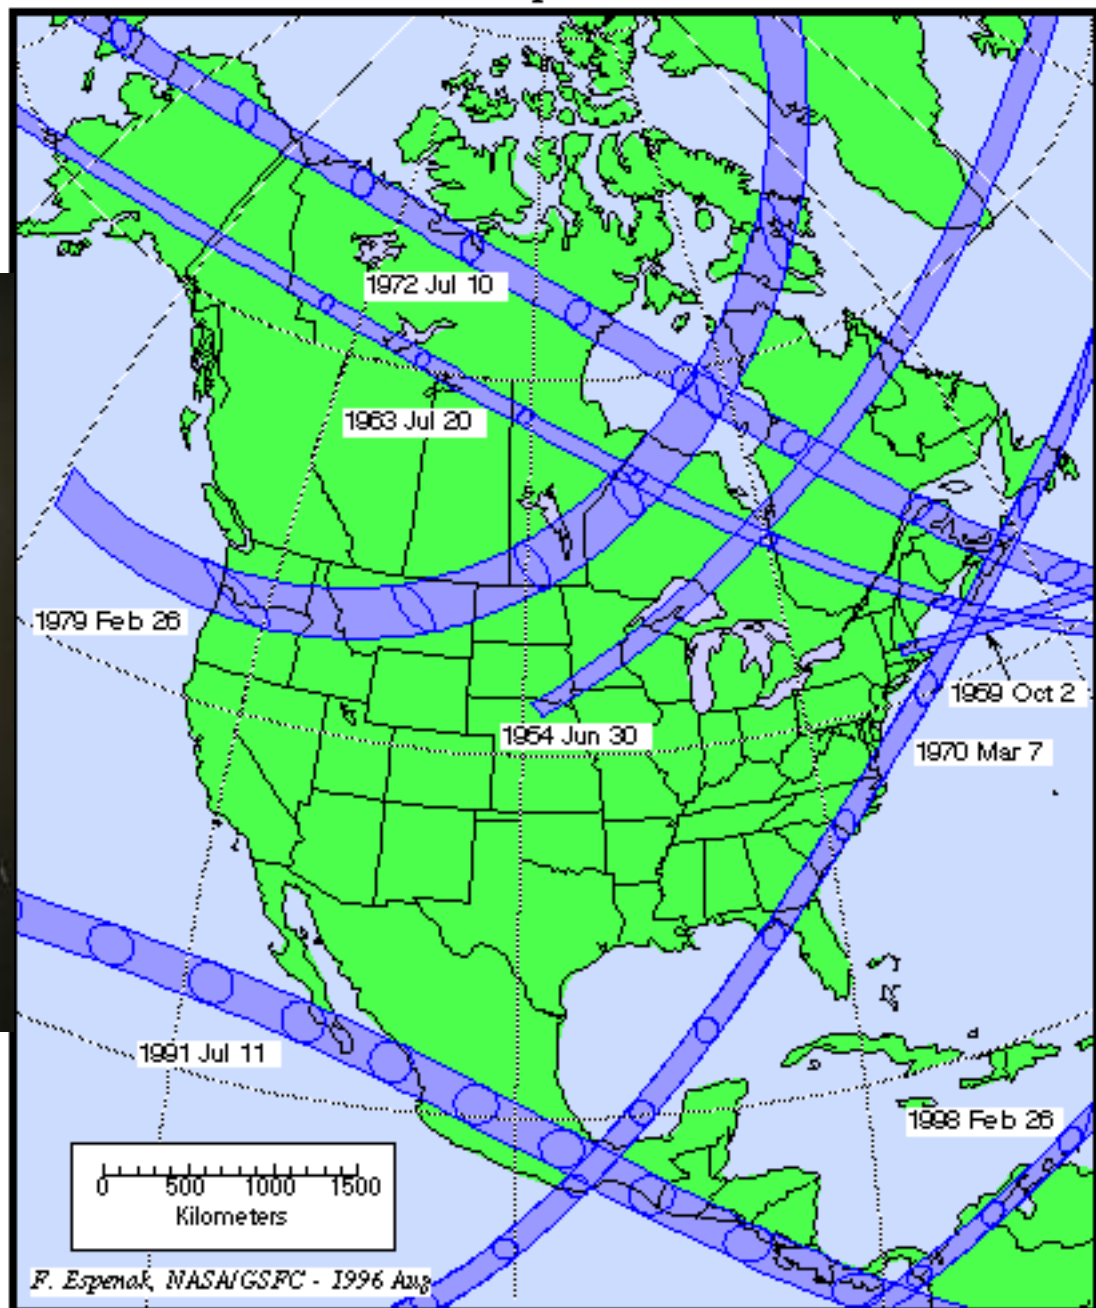 1972 Jul 10
1963 Jul 20
1979 Feb 26
1959 Oct 2
1954 Jun 30
1970 Mar 7
1991 Jul 11
1998 Feb 26
0 500 1000 1500
Kilometers
F. Espenak, NASA/GSFC - 1996 Aug